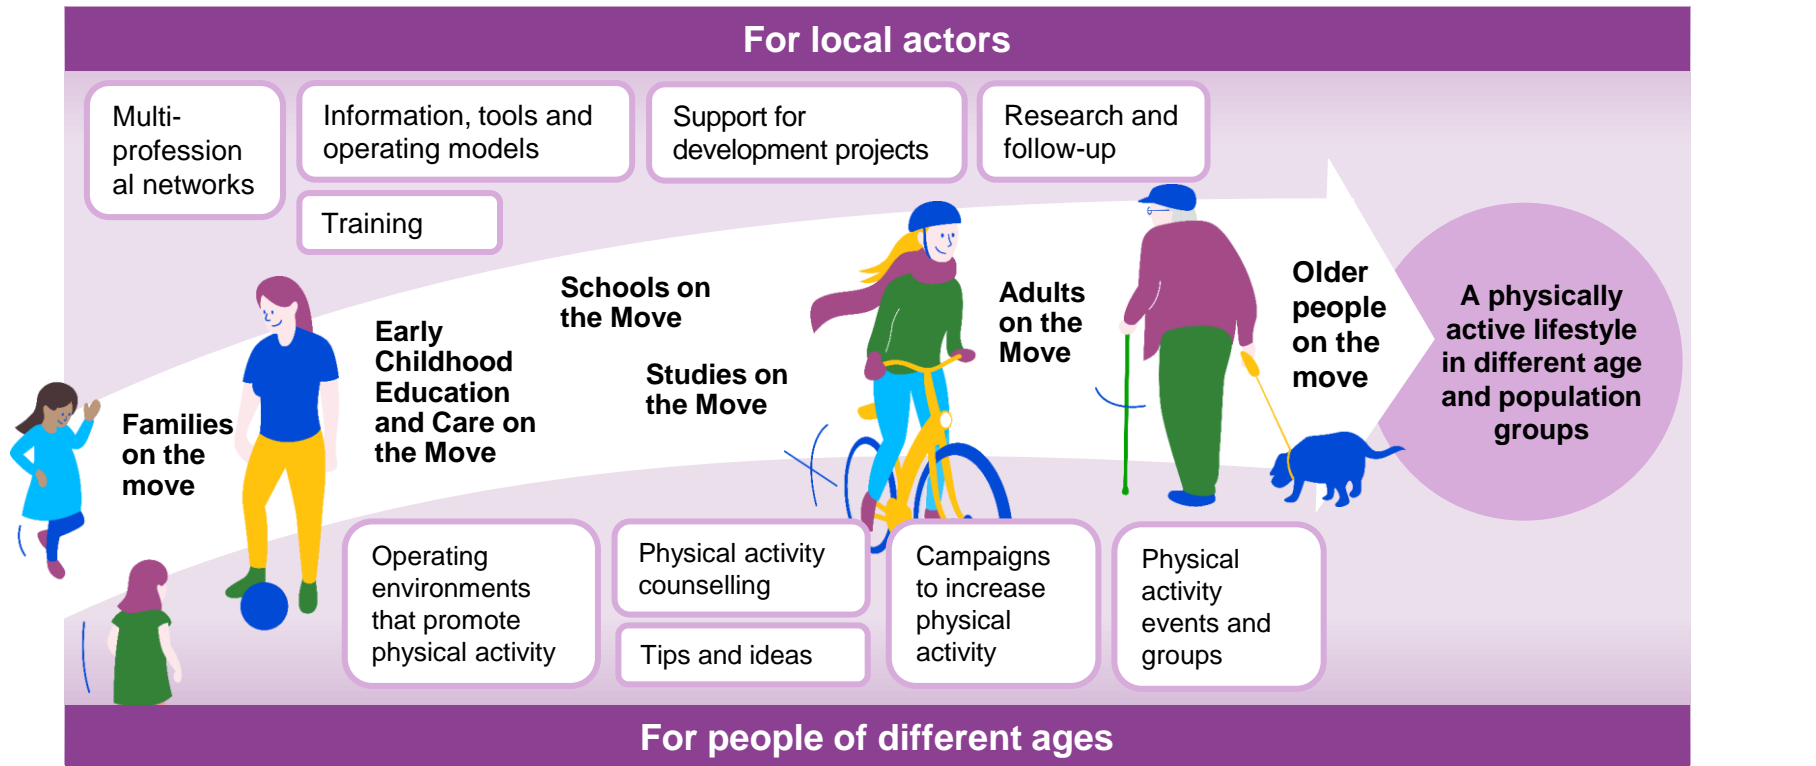 For local actors
Multi-
profession
al networks
Information, tools and
operating models
Training
Support for
development projects
Research and
follow-up
Families
on the
move
Early
Childhood
Education
and Care on
the Move
Schools on
the Move
Studies on
the Move
Adults
on the
Move
Older
people
on the
move
A physically
active lifestyle
in different age
and population
groups
Operating
environments
that promote
physical activity
Physical activity
counselling
Tips and ideas
Campaigns
to increase
physical
activity
Physical
activity
events and
groups
For people of different ages